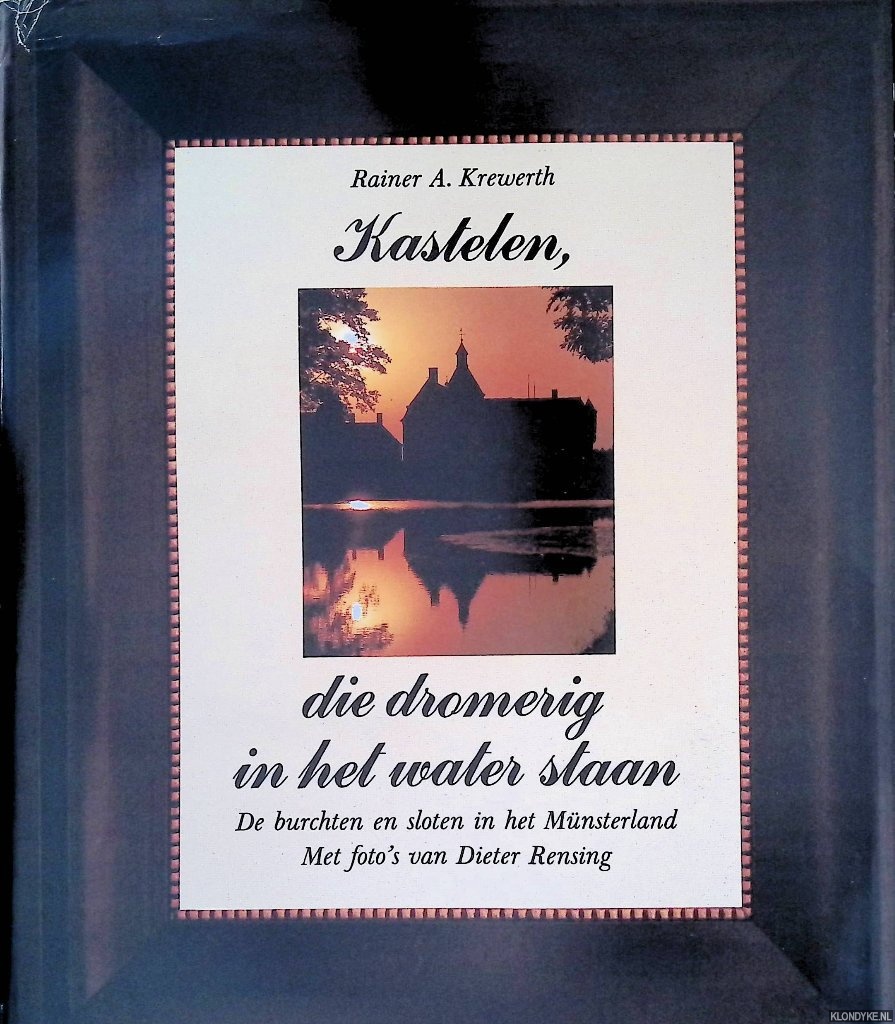 Rainer A. Krewerth
Kastelen,
die dromerig
in het water staan
De burchten en sloten in het Münsterland
Met foto's van Dieter Rensing
KLONDYKE.NL